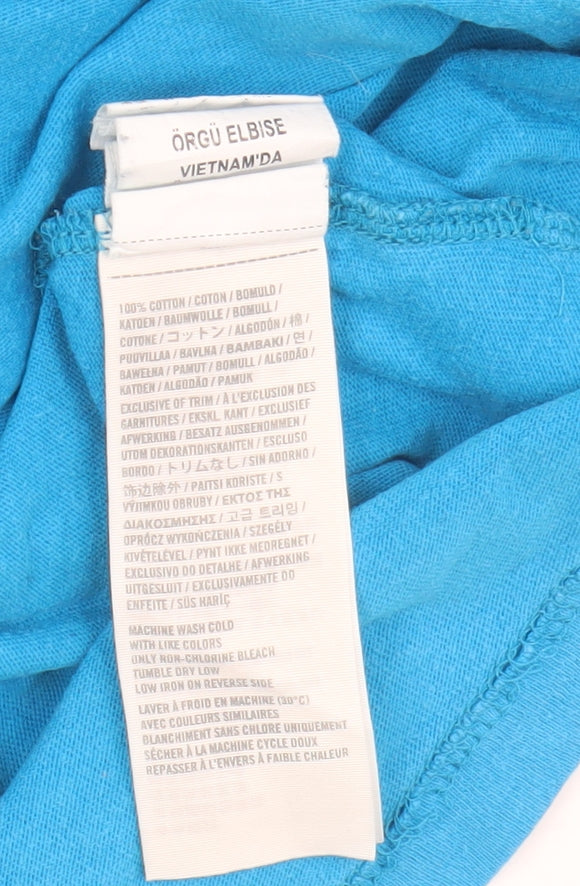 ÖRGÜ ELBISE
VIETNAM'DA
100% COTTON / COTON / BOMULD /
KATOEN / BAUMWOLLE / BOMULL /
COTONE / コットン / ALGODÓN / 棉 /
PUUVILLAA / BAVLNA / ΒΑΜΒΑΚΙ / 면 /
BAWEŁNA / PAMUT / BOMULL / ALGODÃO /
KATOEN / ALGODÃO / PAMUK
EXCLUSIVE OF TRIM / À L'EXCLUSION DES
GARNITURES / EKSKL. KANT / EXCLUSIEF
AFWERKING / BESATZ AUSGENOMMEN /
UTOM DEKORATIONSKANTEN / ESCLUSO
BORDO / トリムなし / SIN ADORNO /
饰边除外 / PAITSI KORISTE / S
VÝJIMKOU OBRUBY / ΕΚΤΟΣ ΤΗΣ
ΔΙΑΚΟΣΜΗΣΗΣ / 고급 트리밍 /
OPRÓCZ WYKOŃCZENIA / SZEGÉLY
KIVÉTELÉVEL / PYNT IKKE MEDREGNET /
EXCLUSIVO DO DETALHE / AFWERKING
UITGESLUIT / EXCLUSIVAMENTE DO
ENFEITE / SÜS HARİÇ
MACHINE WASH COLD
WITH LIKE COLORS
ONLY NON-CHLORINE BLEACH
TUMBLE DRY LOW
LOW IRON ON REVERSE SIDE
LAVER À FROID EN MACHINE (30°C)
AVEC COULEURS SIMILAIRES
BLANCHIMENT SANS CHLORE UNIQUEMENT
SÉCHER À LA MACHINE CYCLE DOUX
REPASSER À L'ENVERS À FAIBLE CHALEUR